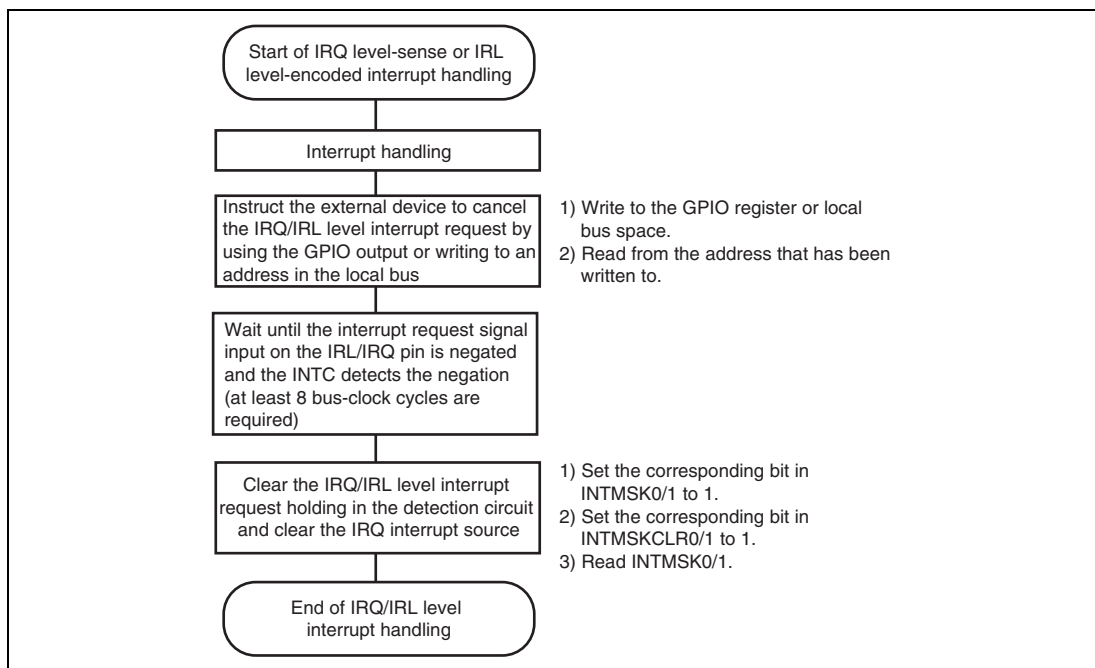 Start of IRQ level-sense or IRL
level-encoded interrupt handling
Interrupt handling
Instruct the external device to cancel
the IRQ/IRL level interrupt request by
using the GPIO output or writing to an
address in the local bus
1) Write to the GPIO register or local
bus space.
2) Read from the address that has been
written to.
Wait until the interrupt request signal
input on the IRL/IRQ pin is negated
and the INTC detects the negation
(at least 8 bus-clock cycles are
required)
Clear the IRQ/IRL level interrupt
request holding in the detection circuit
and clear the IRQ interrupt source
1) Set the corresponding bit in
INTMSK0/1 to 1.
2) Set the corresponding bit in
INTMSKCLR0/1 to 1.
3) Read INTMSK0/1.
End of IRQ/IRL level
interrupt handling